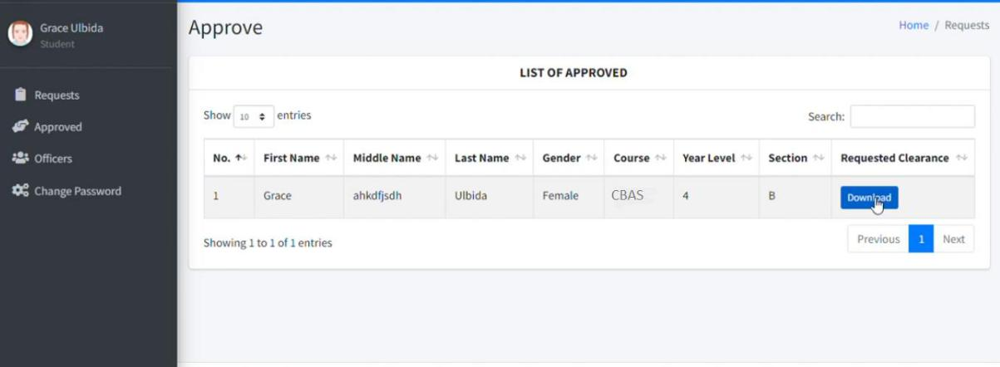 Grace Ulbida
Student
Requests
Approved
Officers
Change Password
Approve
Home / Requests
LIST OF APPROVED
Show 10 entries
Search:
No. First Name Middle Name Last Name Gender Course Year Level Section Requested Clearance
1 Grace ahkdfjsdh Ulbida Female CBAS 4 B Download
Showing 1 to 1 of 1 entries
Previous 1 Next